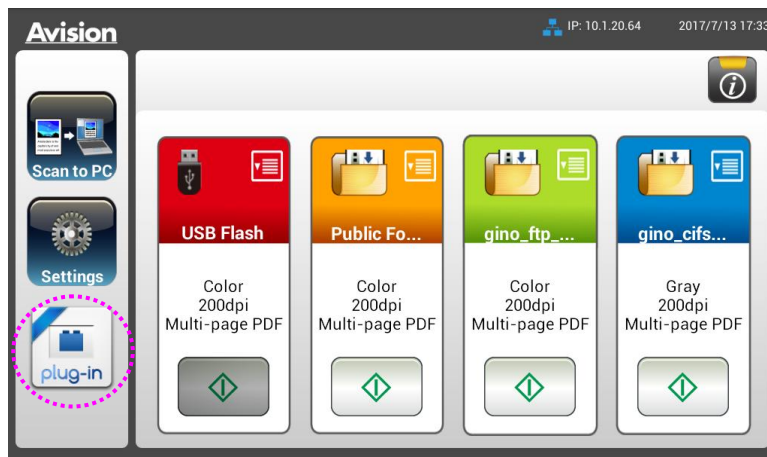 Avision
IP: 10.1.20.64 2017/7/13 17:33
Scan to PC
Settings
plug-in
USB Flash
Color
200dpi
Multi-page PDF
Public Fo...
Color
200dpi
Multi-page PDF
gino_ftp_...
Color
200dpi
Multi-page PDF
gino_cifs...
Gray
200dpi
Multi-page PDF